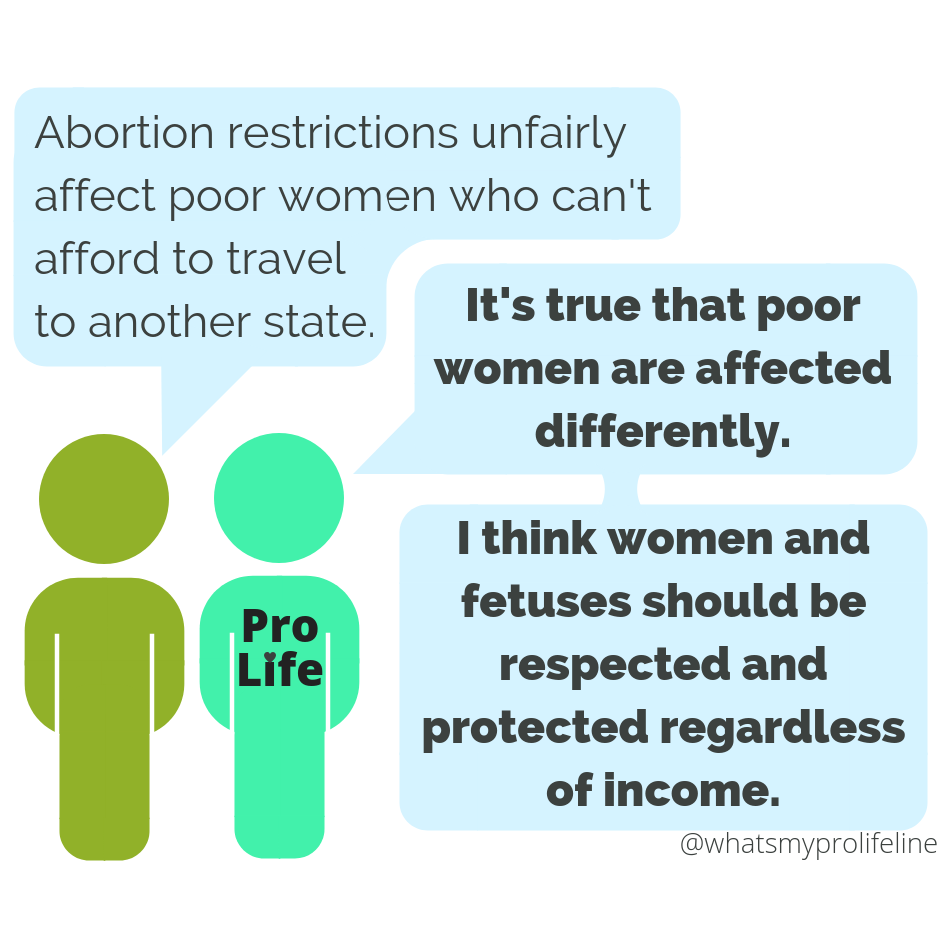 Abortion restrictions unfairly
affect poor women who can't
afford to travel
to another state.
It's true that poor
women are affected
differently.
I think women and
fetuses should be
respected and
protected regardless
of income.
Pro
Life
@whatsmyprolifeline